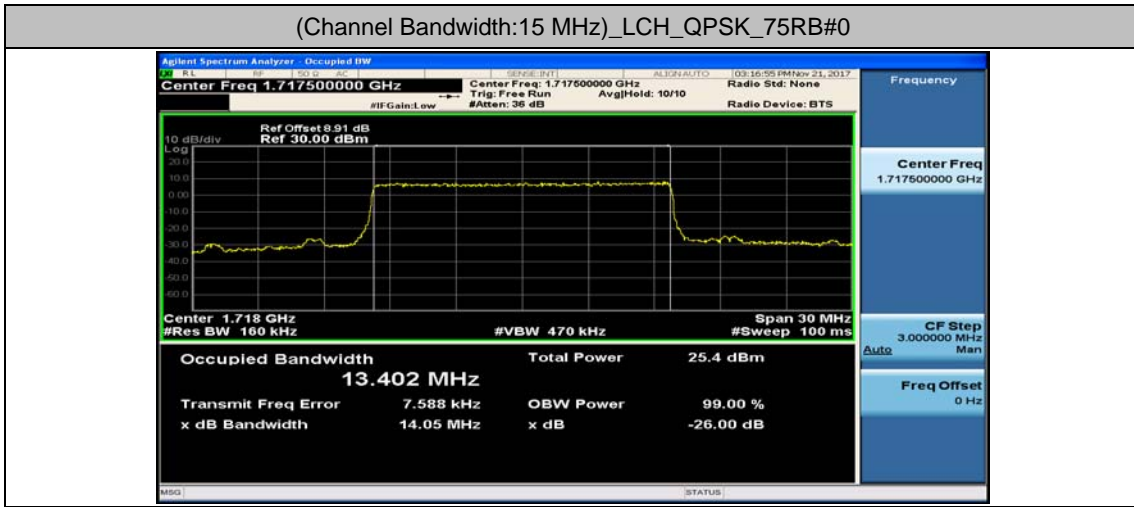 (Channel Bandwidth:15 MHz)_LCH_QPSK_75RB#0
Agilent Spectrum Analyzer - Occupied BW
LXI RL RF 50 Ω AC SENSE:INT ALIGN AUTO 03:16:55 PM Nov 21, 2017
Center Freq 1.717500000 GHz
Center Freq: 1.717500000 GHz
Radio Std: None
Trig: Free Run Avg|Hold: 10/10
#IFGain:Low
#Atten: 36 dB
Radio Device: BTS
Ref Offset 8.91 dB
10 dB/div Ref 30.00 dBm
Log
20.0
10.0
0.00
-10.0
-20.0
-30.0
-40.0
-50.0
-60.0
Center 1.718 GHz Span 30 MHz
#Res BW 160 kHz #VBW 470 kHz #Sweep 100 ms
Occupied Bandwidth Total Power 25.4 dBm
13.402 MHz
Transmit Freq Error 7.588 kHz OBW Power 99.00 %
x dB Bandwidth 14.05 MHz x dB -26.00 dB
MSG STATUS
Frequency
Center Freq
1.717500000 GHz
CF Step
3.000000 MHz
Auto Man
Freq Offset
0 Hz